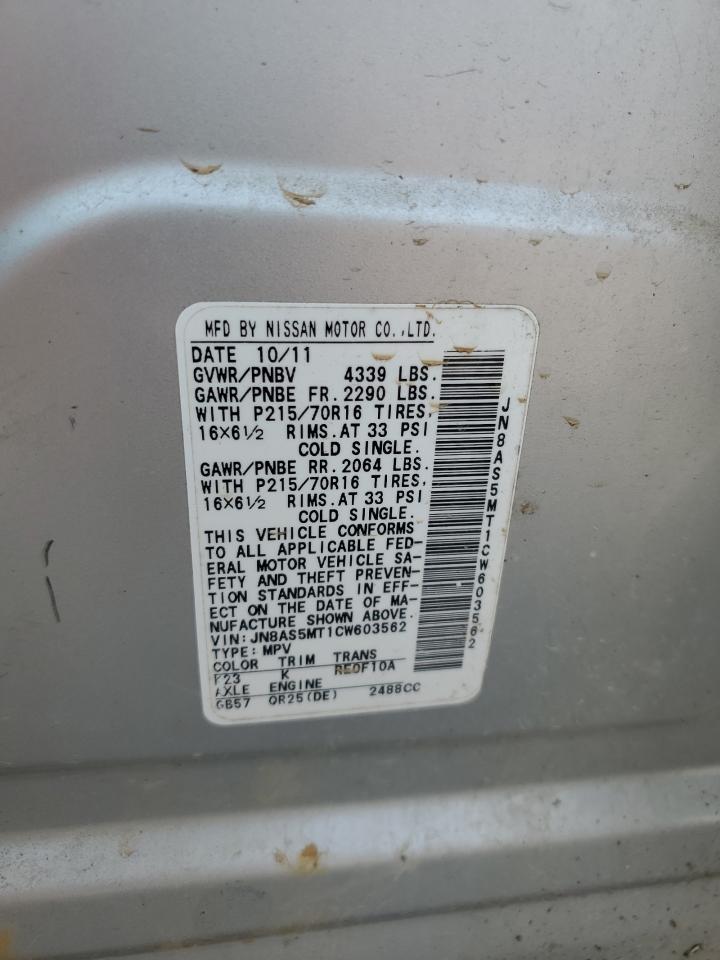 MFD BY NISSAN MOTOR CO.,LTD.
DATE 10/11
GVWR/PNBV 4339 LBS.
GAWR/PNBE FR. 2290 LBS.
WITH P215/70R16 TIRES,
16×6½ RIMS.AT 33 PSI
COLD SINGLE.
GAWR/PNBE RR. 2064 LBS.
WITH P215/70R16 TIRES,
16×6½ RIMS.AT 33 PSI
COLD SINGLE.
THIS VEHICLE CONFORMS
TO ALL APPLICABLE FED-
ERAL MOTOR VEHICLE SA-
FETY AND THEFT PREVEN-
TION STANDARDS IN EFF-
ECT ON THE DATE OF MA-
NUFACTURE SHOWN ABOVE.
VIN: JN8AS5MT1CW603562
TYPE: MPV
COLOR TRIM TRANS
K23 K RE0F10A
AXLE ENGINE
GB57 QR25(DE) 2488CC
JN8AS5MT1CW603562